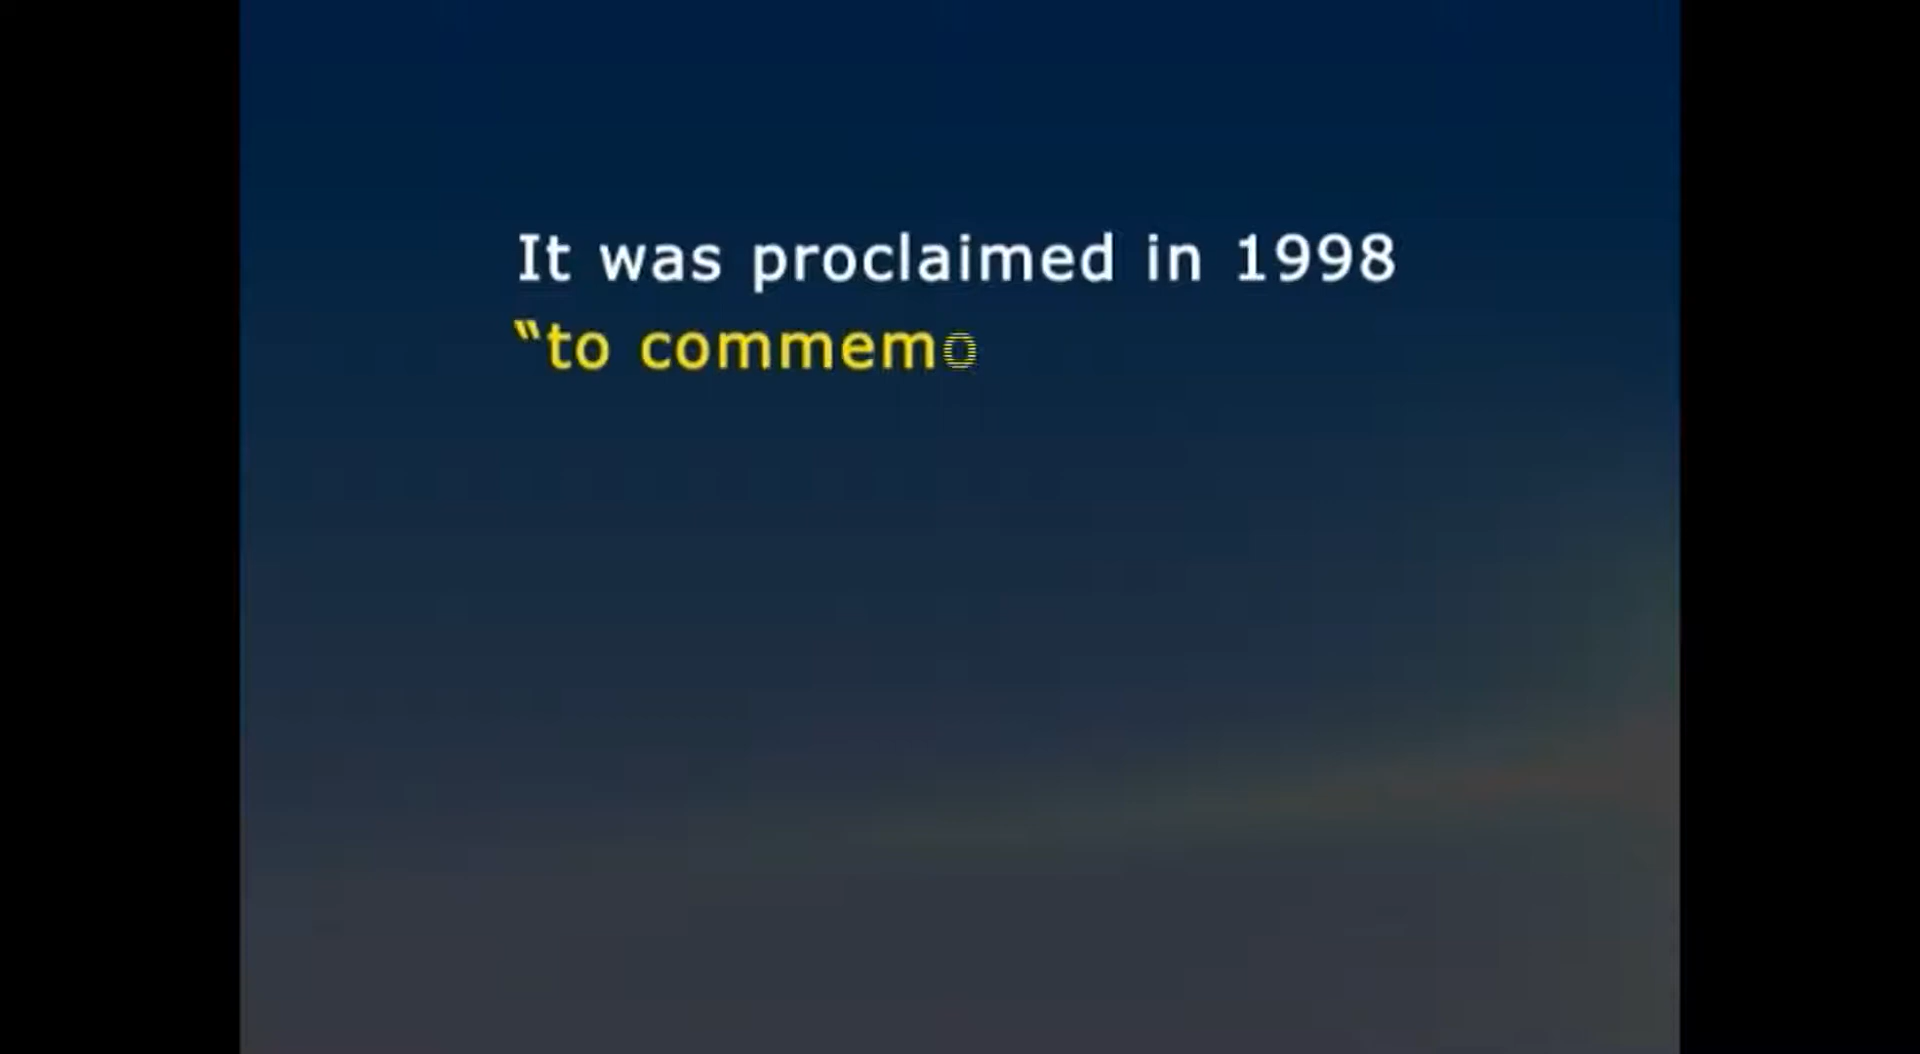 It was proclaimed in 1998
“to commemo